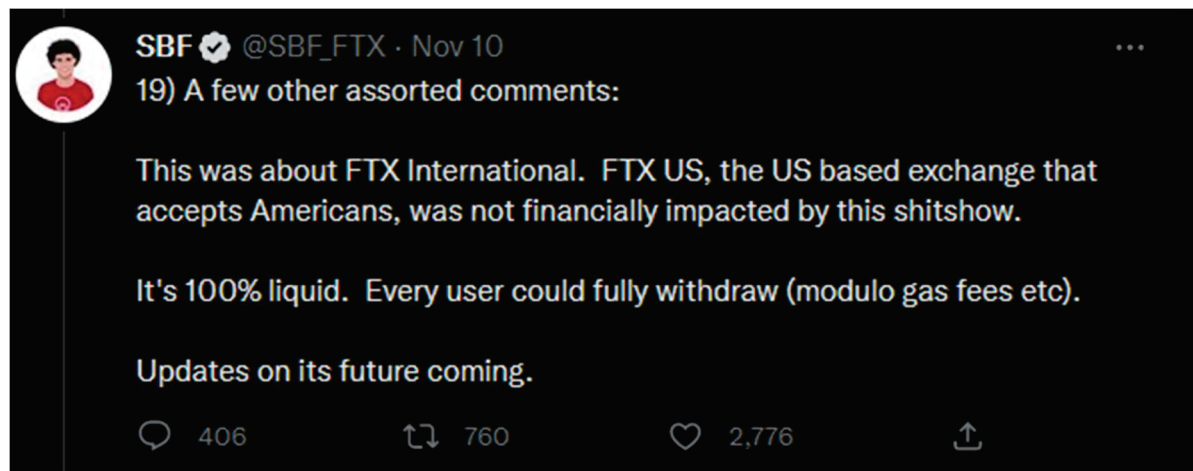 SBF @SBF_FTX · Nov 10
19) A few other assorted comments:
This was about FTX International.  FTX US, the US based exchange that
accepts Americans, was not financially impacted by this shitshow.
It's 100% liquid.  Every user could fully withdraw (modulo gas fees etc).
Updates on its future coming.
406 760 2,776